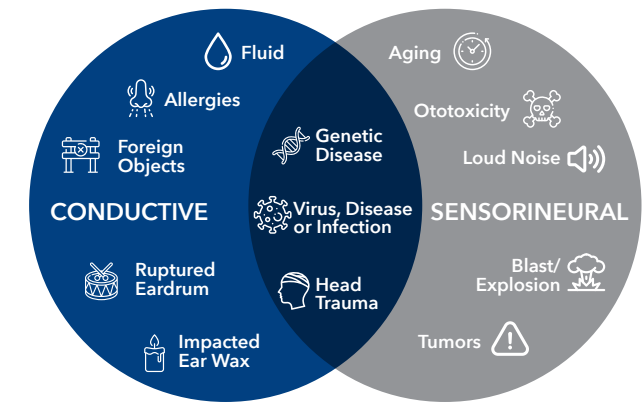 Fluid
Allergies
Foreign
Objects
CONDUCTIVE
Ruptured
Eardrum
Impacted
Ear Wax
Genetic
Disease
Virus, Disease
or Infection
Head
Trauma
Aging
Ototoxicity
Loud Noise
SENSORINEURAL
Blast/
Explosion
Tumors